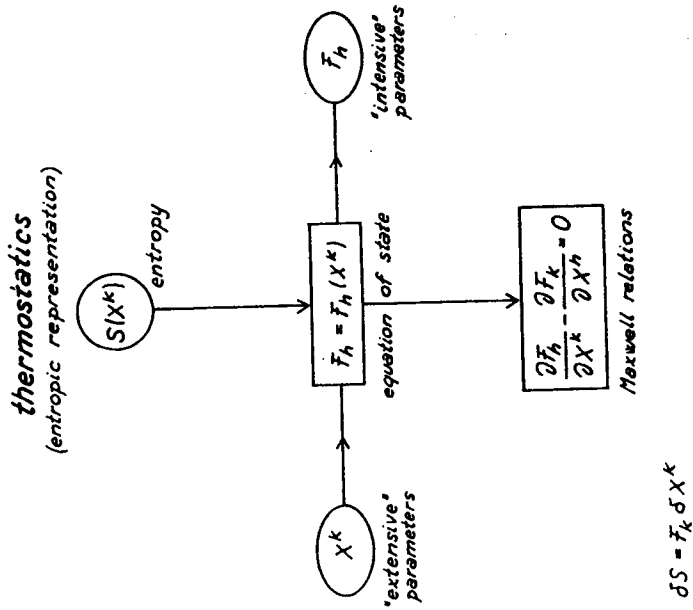 thermostatics
(entropic representation)
S(X^k)
entropy
X^k
"extensive"
parameters
F_h = F_h (X^k)
equation of state
F_h
"intensive"
parameters
∂F_h/∂X^k - ∂F_k/∂X^h = 0
Maxwell relations
δS = F_k δX^k